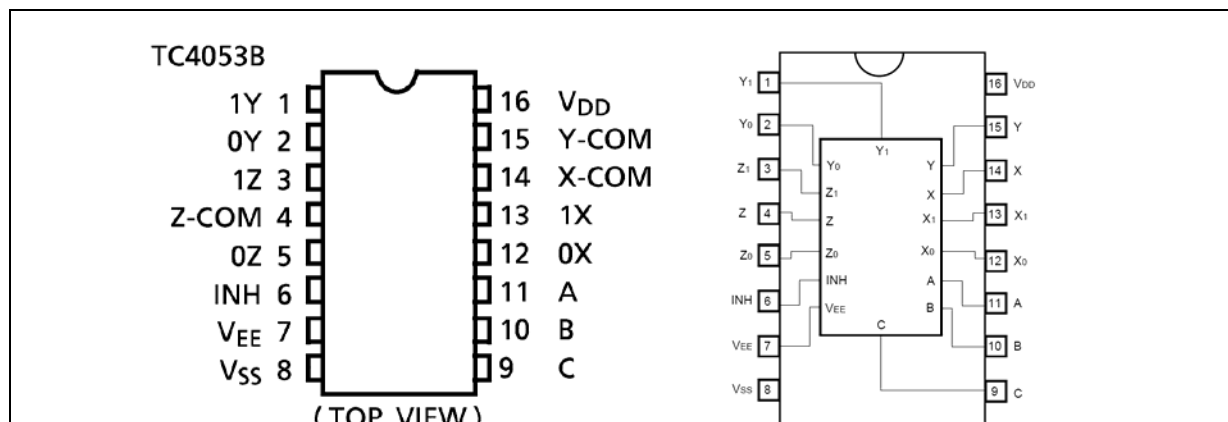 TC4053B
1Y 1
0Y 2
1Z 3
Z-COM 4
0Z 5
INH 6
VEE 7
VSS 8
16 VDD
15 Y-COM
14 X-COM
13 1X
12 0X
11 A
10 B
9 C
(TOP VIEW)
Y1 1
Y0 2
Z1 3
Z 4
Z0 5
INH 6
VEE 7
VSS 8
Y1
Y0
Z1
Z
Z0
INH
VEE
C
Y
X
X1
X0
A
B
16 VDD
15 Y
14 X
13 X1
12 X0
11 A
10 B
9 C